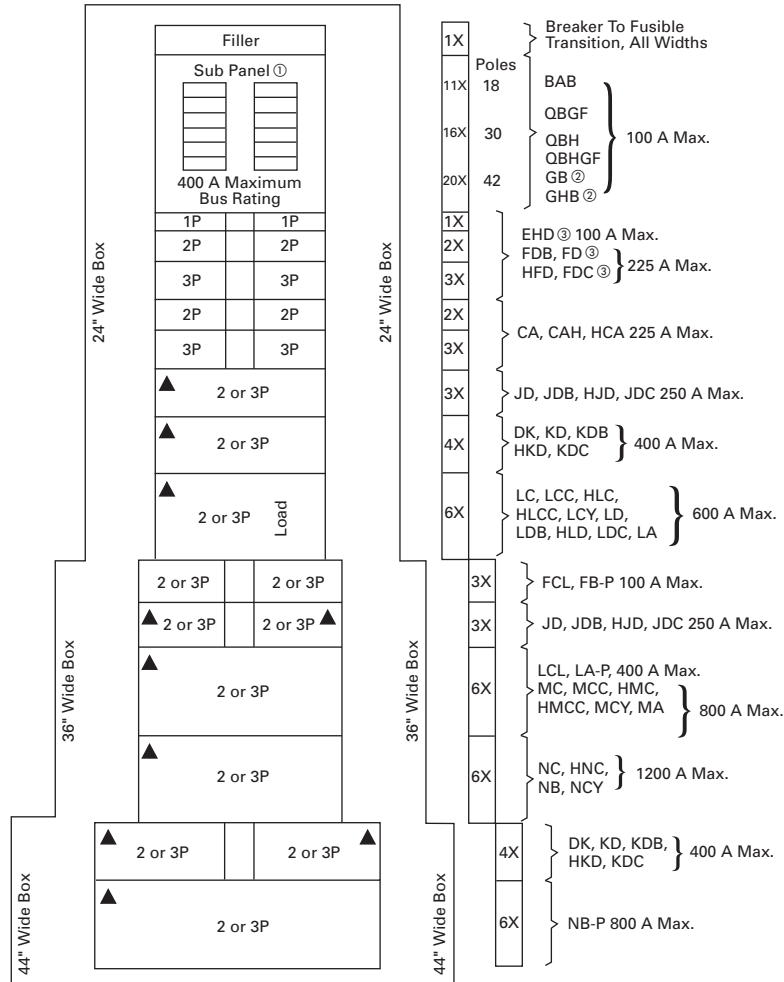 Filler
1X
Breaker To Fusible
Transition, All Widths
Sub Panel ①
400 A Maximum
Bus Rating
Poles
11X 18
16X 30
20X 42
BAB
QBGF
QBH
QBHGF
GB ②
GHB ②
100 A Max.
24" Wide Box
24" Wide Box
1P 1P
2P 2P
3P 3P
1X
2X
3X
EHD ③ 100 A Max.
FDB, FD ③
HFD, FDC ③
225 A Max.
2P 2P
3P 3P
2X
3X
CA, CAH, HCA 225 A Max.
2 or 3P
3X
JD, JDB, HJD, JDC 250 A Max.
2 or 3P
4X
DK, KD, KDB
HKD, KDC
400 A Max.
2 or 3P
Load
6X
LC, LCC, HLC,
HLCC, LCY, LD,
LDB, HLD, LDC, LA
600 A Max.
36" Wide Box
36" Wide Box
2 or 3P 2 or 3P
3X
FCL, FB-P 100 A Max.
2 or 3P 2 or 3P
3X
JD, JDB, HJD, JDC 250 A Max.
2 or 3P
6X
LCL, LA-P, 400 A Max.
MC, MCC, HMC,
HMCC, MCY, MA
800 A Max.
2 or 3P
6X
NC, HNC,
NB, NCY
1200 A Max.
44" Wide Box
44" Wide Box
2 or 3P 2 or 3P
4X
DK, KD, KDB,
HKD, KDC
400 A Max.
2 or 3P
6X
NB-P 800 A Max.